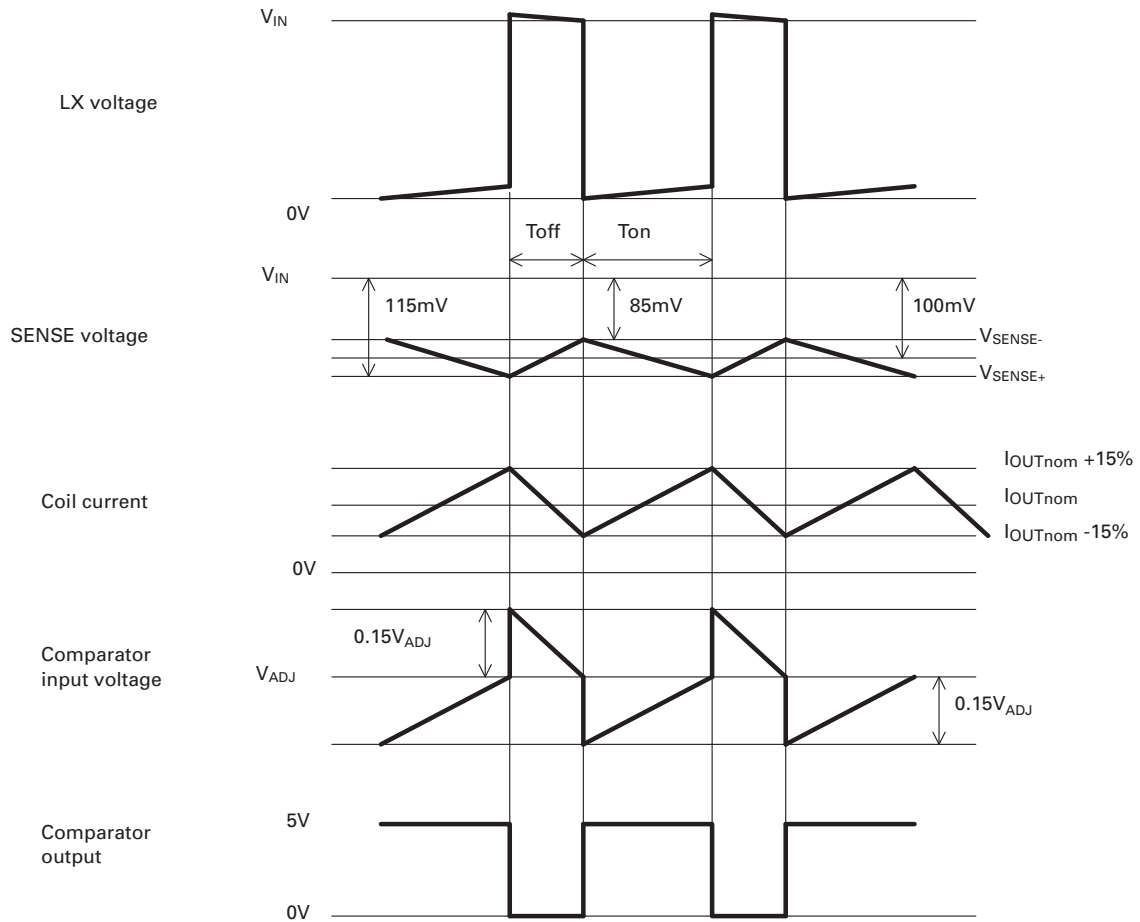 VIN
LX voltage
0V
Toff
Ton
VIN
115mV
85mV
100mV
SENSE voltage
VSENSE-
VSENSE+
IOUTnom +15%
Coil current
IOUTnom
IOUTnom -15%
0V
0.15VADJ
Comparator
input voltage
VADJ
0.15VADJ
5V
Comparator
output
0V